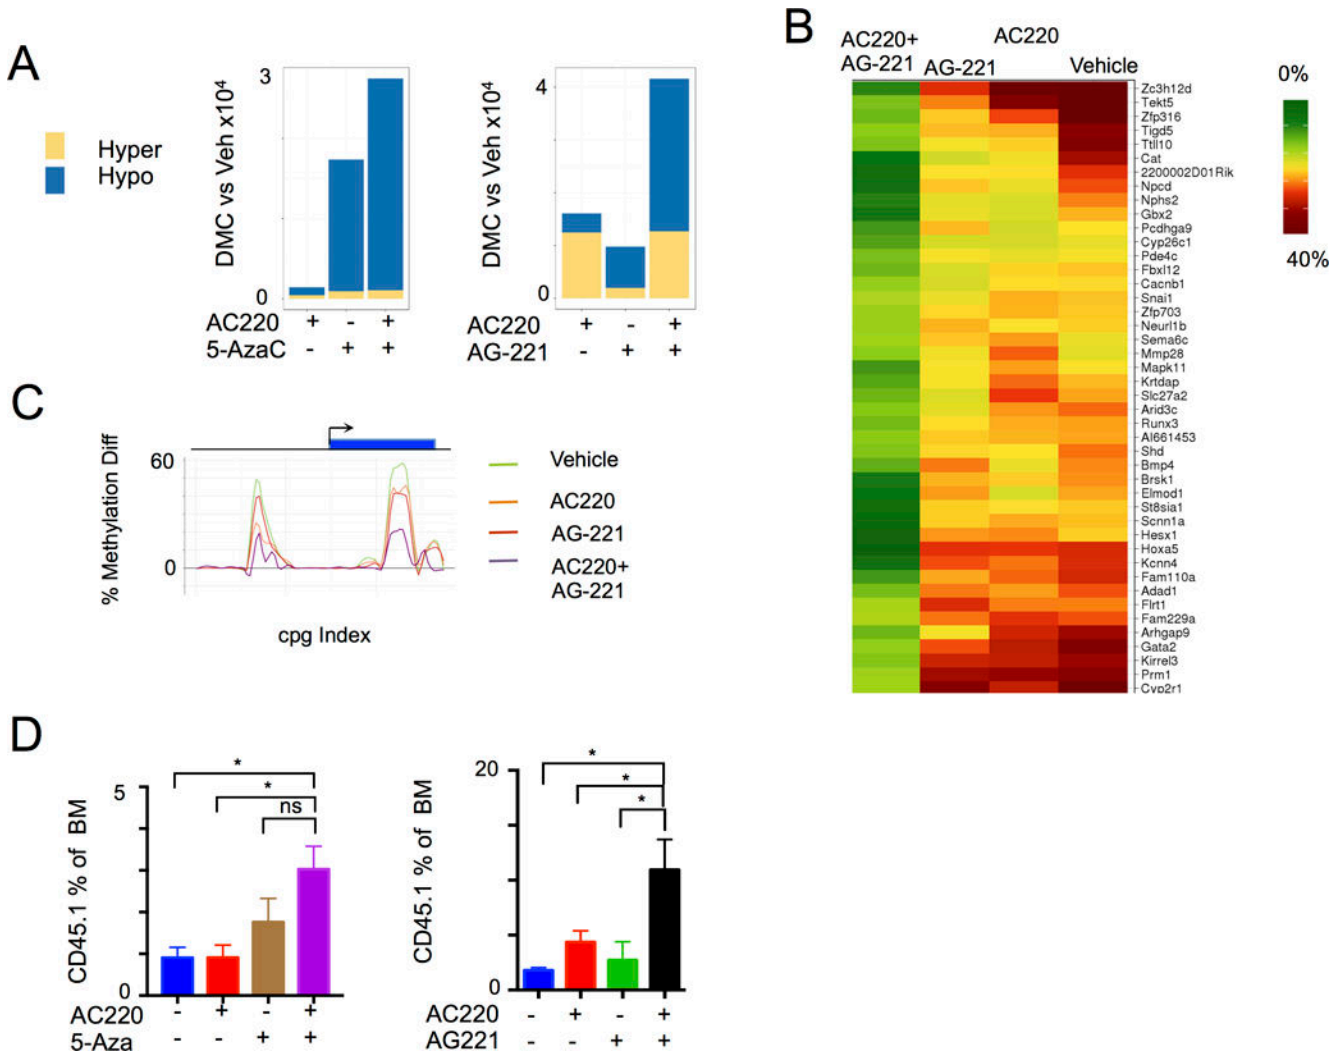 A
Hyper
Hypo
DMC vs Veh x10⁴
3
0
AC220 + - +
5-AzaC - + +
DMC vs Veh x10⁴
4
0
AC220 + - +
AG-221 - + +
B
AC220+
AG-221
AG-221
AC220
Vehicle
0%
40%
Zc3h12d
Tekt5
Zfp316
Tigd5
Ttll10
Cat
2200002D01Rik
Npcd
Nphs2
Gbx2
Pcdhga9
Cyp26c1
Pde4c
Fbxl12
Cacnb1
Snai1
Zfp703
Neurl1b
Sema6c
Mmp28
Mapk11
Krtdap
Slc27a2
Arid3c
Runx3
AI661453
Shd
Bmp4
Brsk1
Elmod1
St8sia1
Scnn1a
Hesx1
Hoxa5
Kcnn4
Fam110a
Adad1
Flrt1
Fam229a
Arhgap9
Gata2
Kirrel3
Prm1
Cyp2r1
C
% Methylation Diff
60
0
cpg Index
Vehicle
AC220
AG-221
AC220+
AG-221
D
CD45.1 % of BM
5
0
*
*
ns
AC220 - + - +
5-Aza - - + +
CD45.1 % of BM
20
0
*
*
*
AC220 - + - +
AG221 - - + +